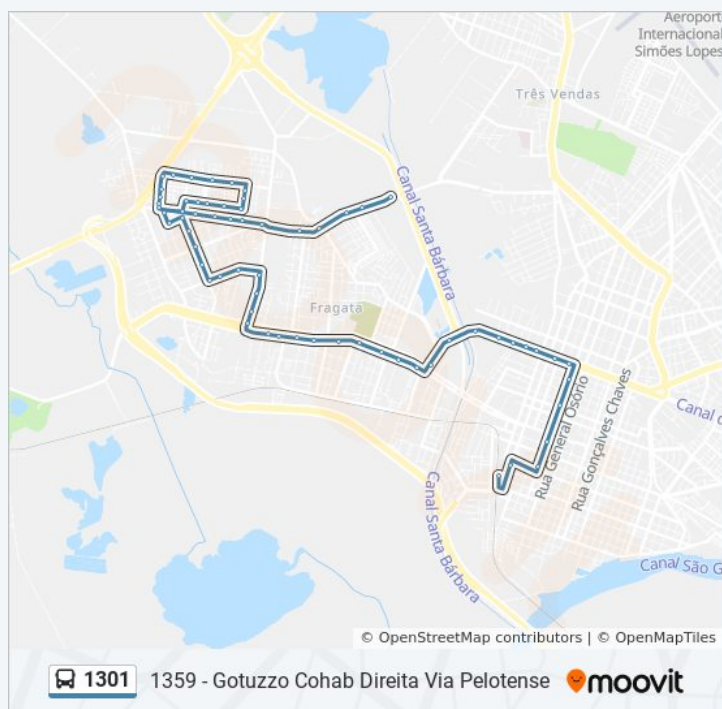 Aeroporto
Internacional
Simões Lopes
Três Vendas
Canal Santa Bárbara
Fragata
Rua General Osório
Rua Gonçalves Chaves
Canal d
Canal Santa Bárbara
Canal São G
© OpenStreetMap contributors | © OpenMapTiles
1301 1359 - Gotuzzo Cohab Direita Via Pelotense moovit